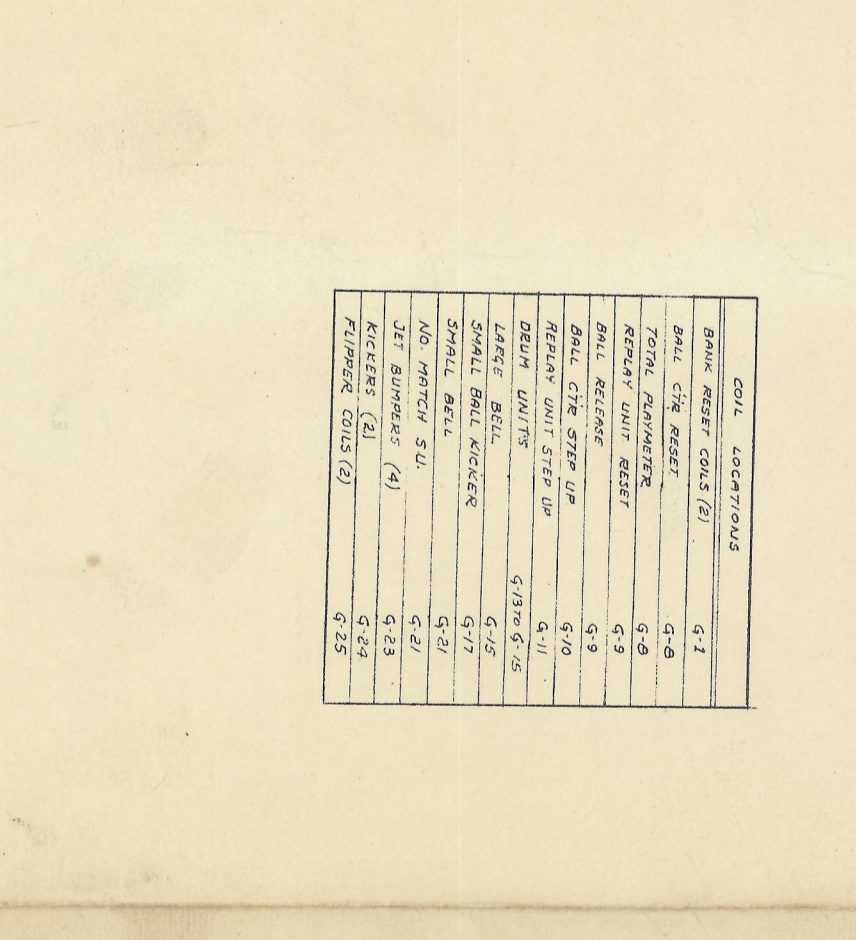 COIL LOCATIONS
BANK RESET COILS (2) G-1
BALL CTR RESET G-8
TOTAL PLAYMETER G-8
REPLAY UNIT RESET G-9
BALL RELEASE G-9
BALL CTR STEP UP G-10
REPLAY UNIT STEP UP G-11
DRUM UNITS G-13 TO G-15
LARGE BELL G-15
SMALL BALL KICKER G-17
SMALL BELL G-21
NO. MATCH S.U. G-21
JET BUMPERS (4) G-23
KICKERS (2) G-24
FLIPPER COILS (2) G-25